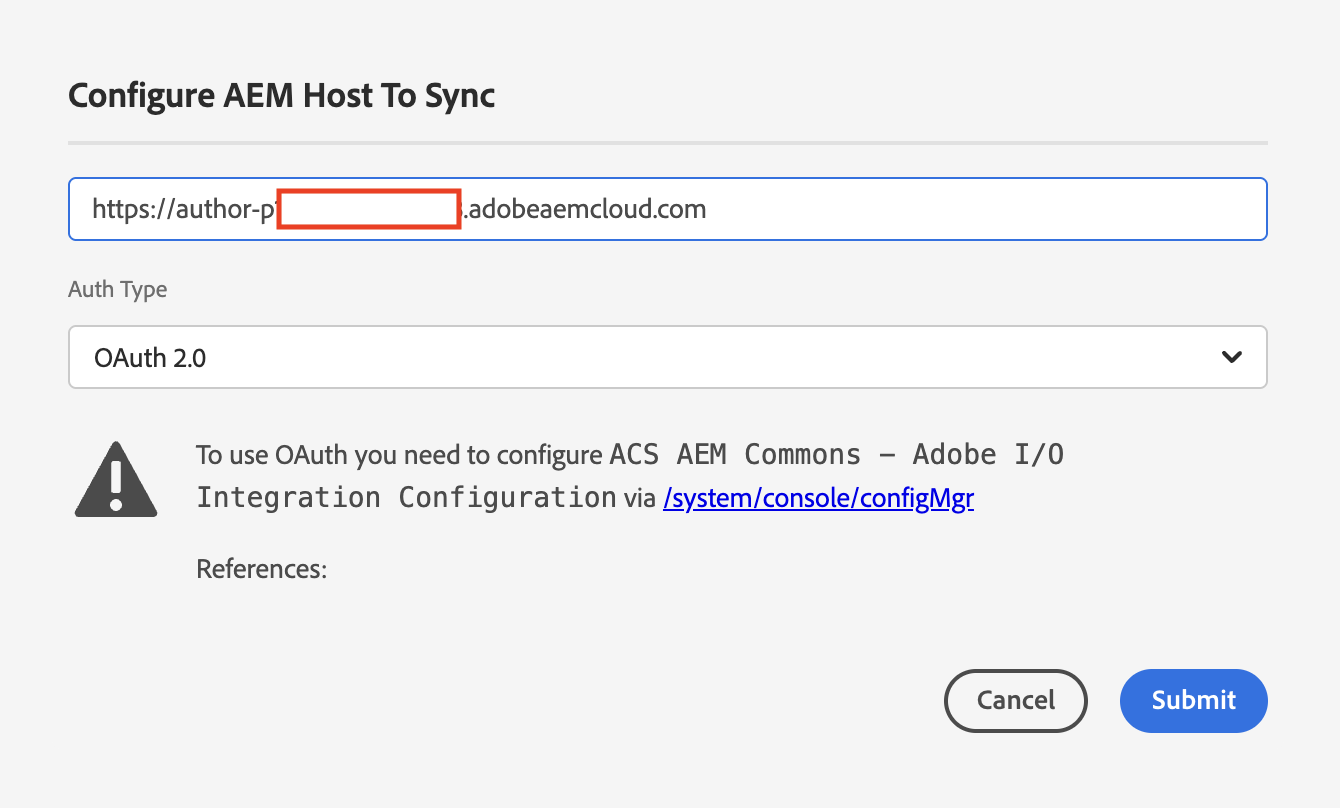 Configure AEM Host To Sync
https://author-p .adobeaemcloud.com
Auth Type
OAuth 2.0
To use OAuth you need to configure ACS AEM Commons – Adobe I/O
Integration Configuration via /system/console/configMgr
References:
Cancel
Submit